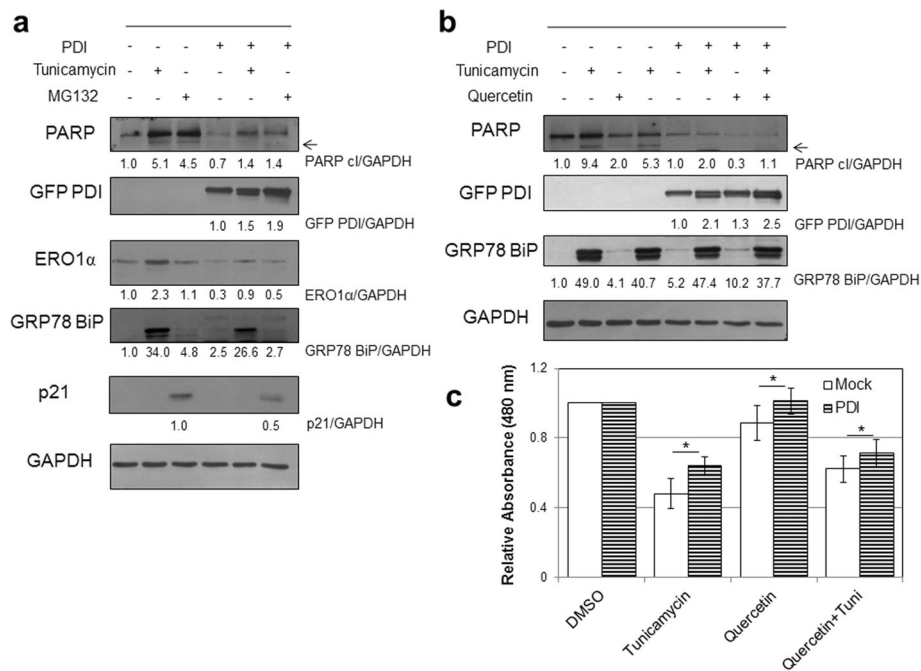 a
PDI - - - + + +
Tunicamycin - + - - + -
MG132 - - + - - +
PARP
1.0 5.1 4.5 0.7 1.4 1.4 PARP cl/GAPDH
GFP PDI
1.0 1.5 1.9 GFP PDI/GAPDH
ERO1α
1.0 2.3 1.1 0.3 0.9 0.5 ERO1α/GAPDH
GRP78 BiP
1.0 34.0 4.8 2.5 26.6 2.7 GRP78 BiP/GAPDH
p21
1.0 0.5 p21/GAPDH
GAPDH
b
PDI - - - - + + + +
Tunicamycin - + - + - + - +
Quercetin - - + - - - + +
PARP
1.0 9.4 2.0 5.3 1.0 2.0 0.3 1.1 PARP cl/GAPDH
GFP PDI
1.0 2.1 1.3 2.5 GFP PDI/GAPDH
GRP78 BiP
1.0 49.0 4.1 40.7 5.2 47.4 10.2 37.7 GRP78 BiP/GAPDH
GAPDH
c
Relative Absorbance (480 nm)
1.2
0.8
0.4
0
* * *
Mock
PDI
DMSO
Tunicamycin
Quercetin
Quercetin+Tuni